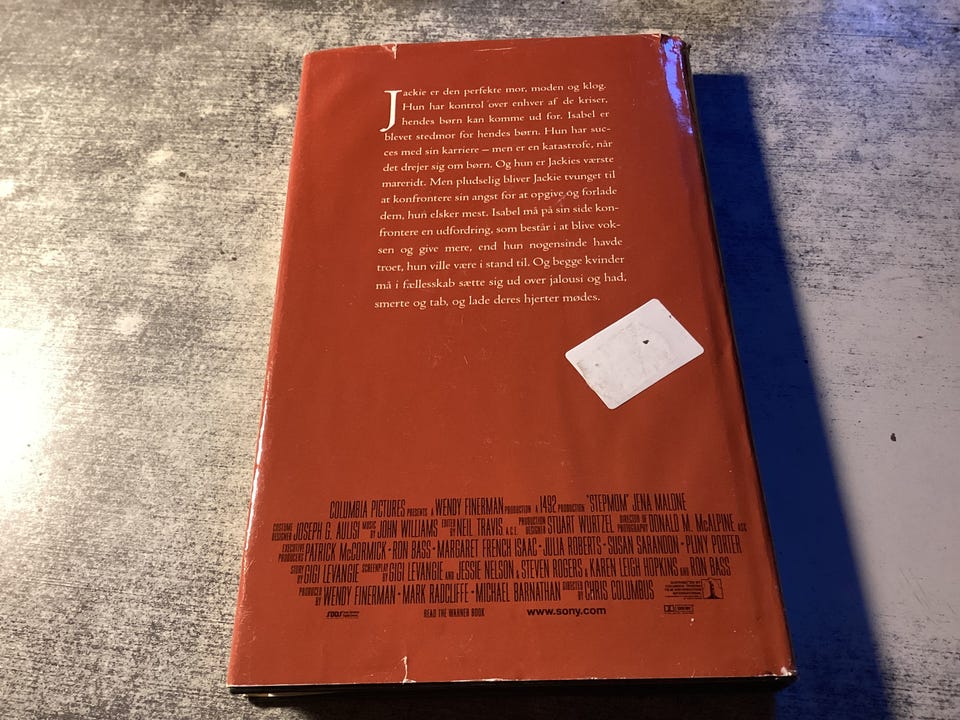 Jackie er den perfekte mor, moden og klog.
Hun har kontrol over enhver af de kriser,
hendes børn kan komme ud for. Isabel er
blevet stedmor for hendes børn. Hun har suc-
ces med sin karriere – men er en katastrofe, når
det drejer sig om børn. Og hun er Jackies værste
mareridt. Men pludselig bliver Jackie tvunget til
at konfrontere sin angst for at opgive og forlade
dem, hun elsker mest. Isabel må på sin side kon-
frontere en udfordring, som består i at blive vok-
sen og give mere, end hun nogensinde havde
troet, hun ville være i stand til. Og begge kvinder
må i fællesskab sætte sig ud over jalousi og had,
smerte og tab, og lade deres hjerter mødes.
COLUMBIA PICTURES PRESENTS A WENDY FINERMAN PRODUCTION A 1492 PRODUCTION "STEPMOM" JENA MALONE
COSTUME DESIGNER JOSEPH G. AULISI MUSIC BY JOHN WILLIAMS EDITED BY NEIL TRAVIS, A.C.E. PRODUCTION DESIGNER STUART WURTZEL DIRECTOR OF PHOTOGRAPHY DONALD M. McALPINE, ASC
EXECUTIVE PRODUCERS PATRICK McCORMICK · RON BASS · MARGARET FRENCH ISAAC · JULIA ROBERTS · SUSAN SARANDON · PLINY PORTER
STORY BY GIGI LEVANGIE SCREENPLAY BY GIGI LEVANGIE AND JESSIE NELSON & STEVEN ROGERS & KAREN LEIGH HOPKINS AND RON BASS
PRODUCED BY WENDY FINERMAN · MARK RADCLIFFE · MICHAEL BARNATHAN DIRECTED BY CHRIS COLUMBUS
DISTRIBUTED BY
COLUMBIA TRISTAR
FILM DISTRIBUTORS
INTERNATIONAL
SDDS READ THE WARNER BOOK www.sony.com